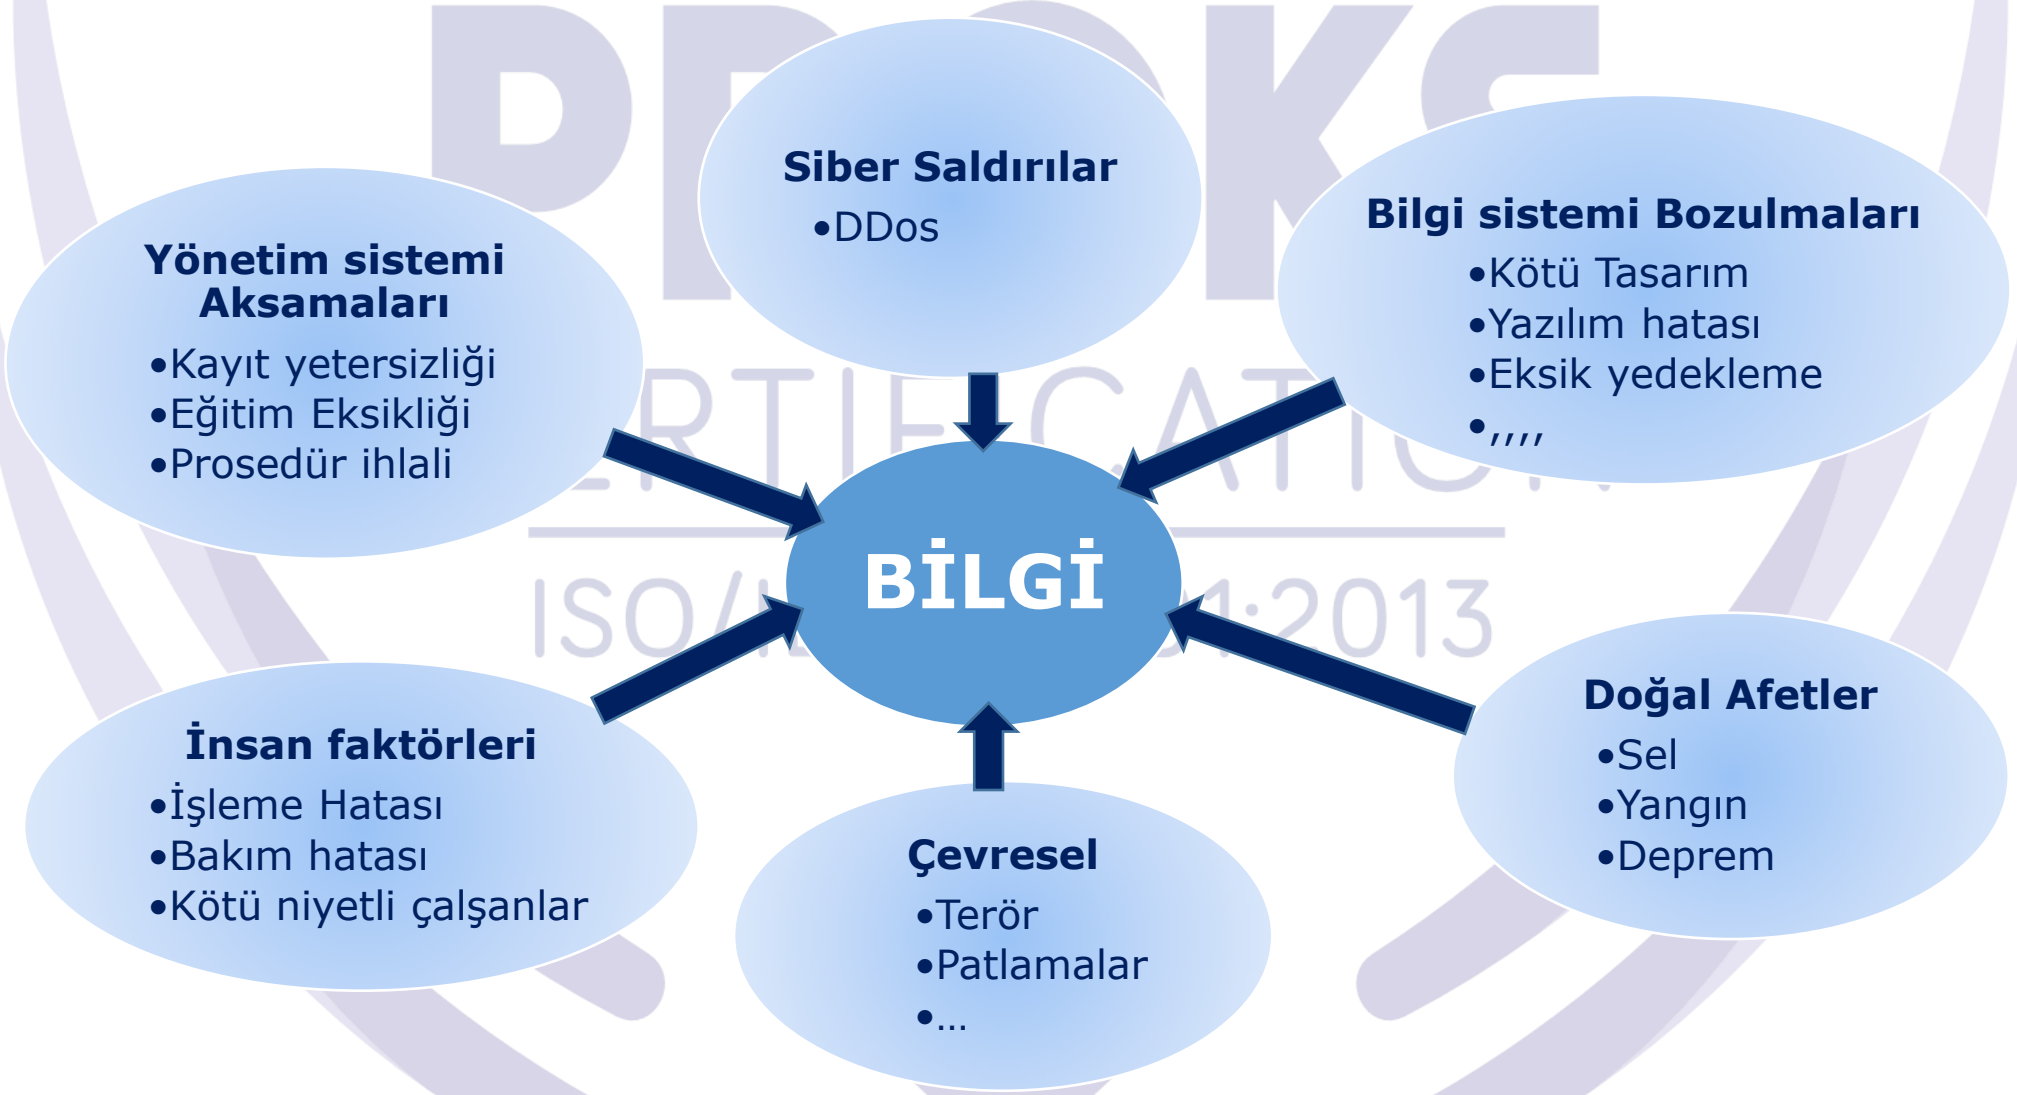 Siber Saldırılar
•DDos
Bilgi sistemi Bozulmaları
•Kötü Tasarım
•Yazılım hatası
•Eksik yedekleme
•,,,,
Yönetim sistemi
Aksamaları
•Kayıt yetersizliği
•Eğitim Eksikliği
•Prosedür ihlali
BİLGİ
İnsan faktörleri
•İşleme Hatası
•Bakım hatası
•Kötü niyetli çalşanlar
Çevresel
•Terör
•Patlamalar
•...
Doğal Afetler
•Sel
•Yangın
•Deprem